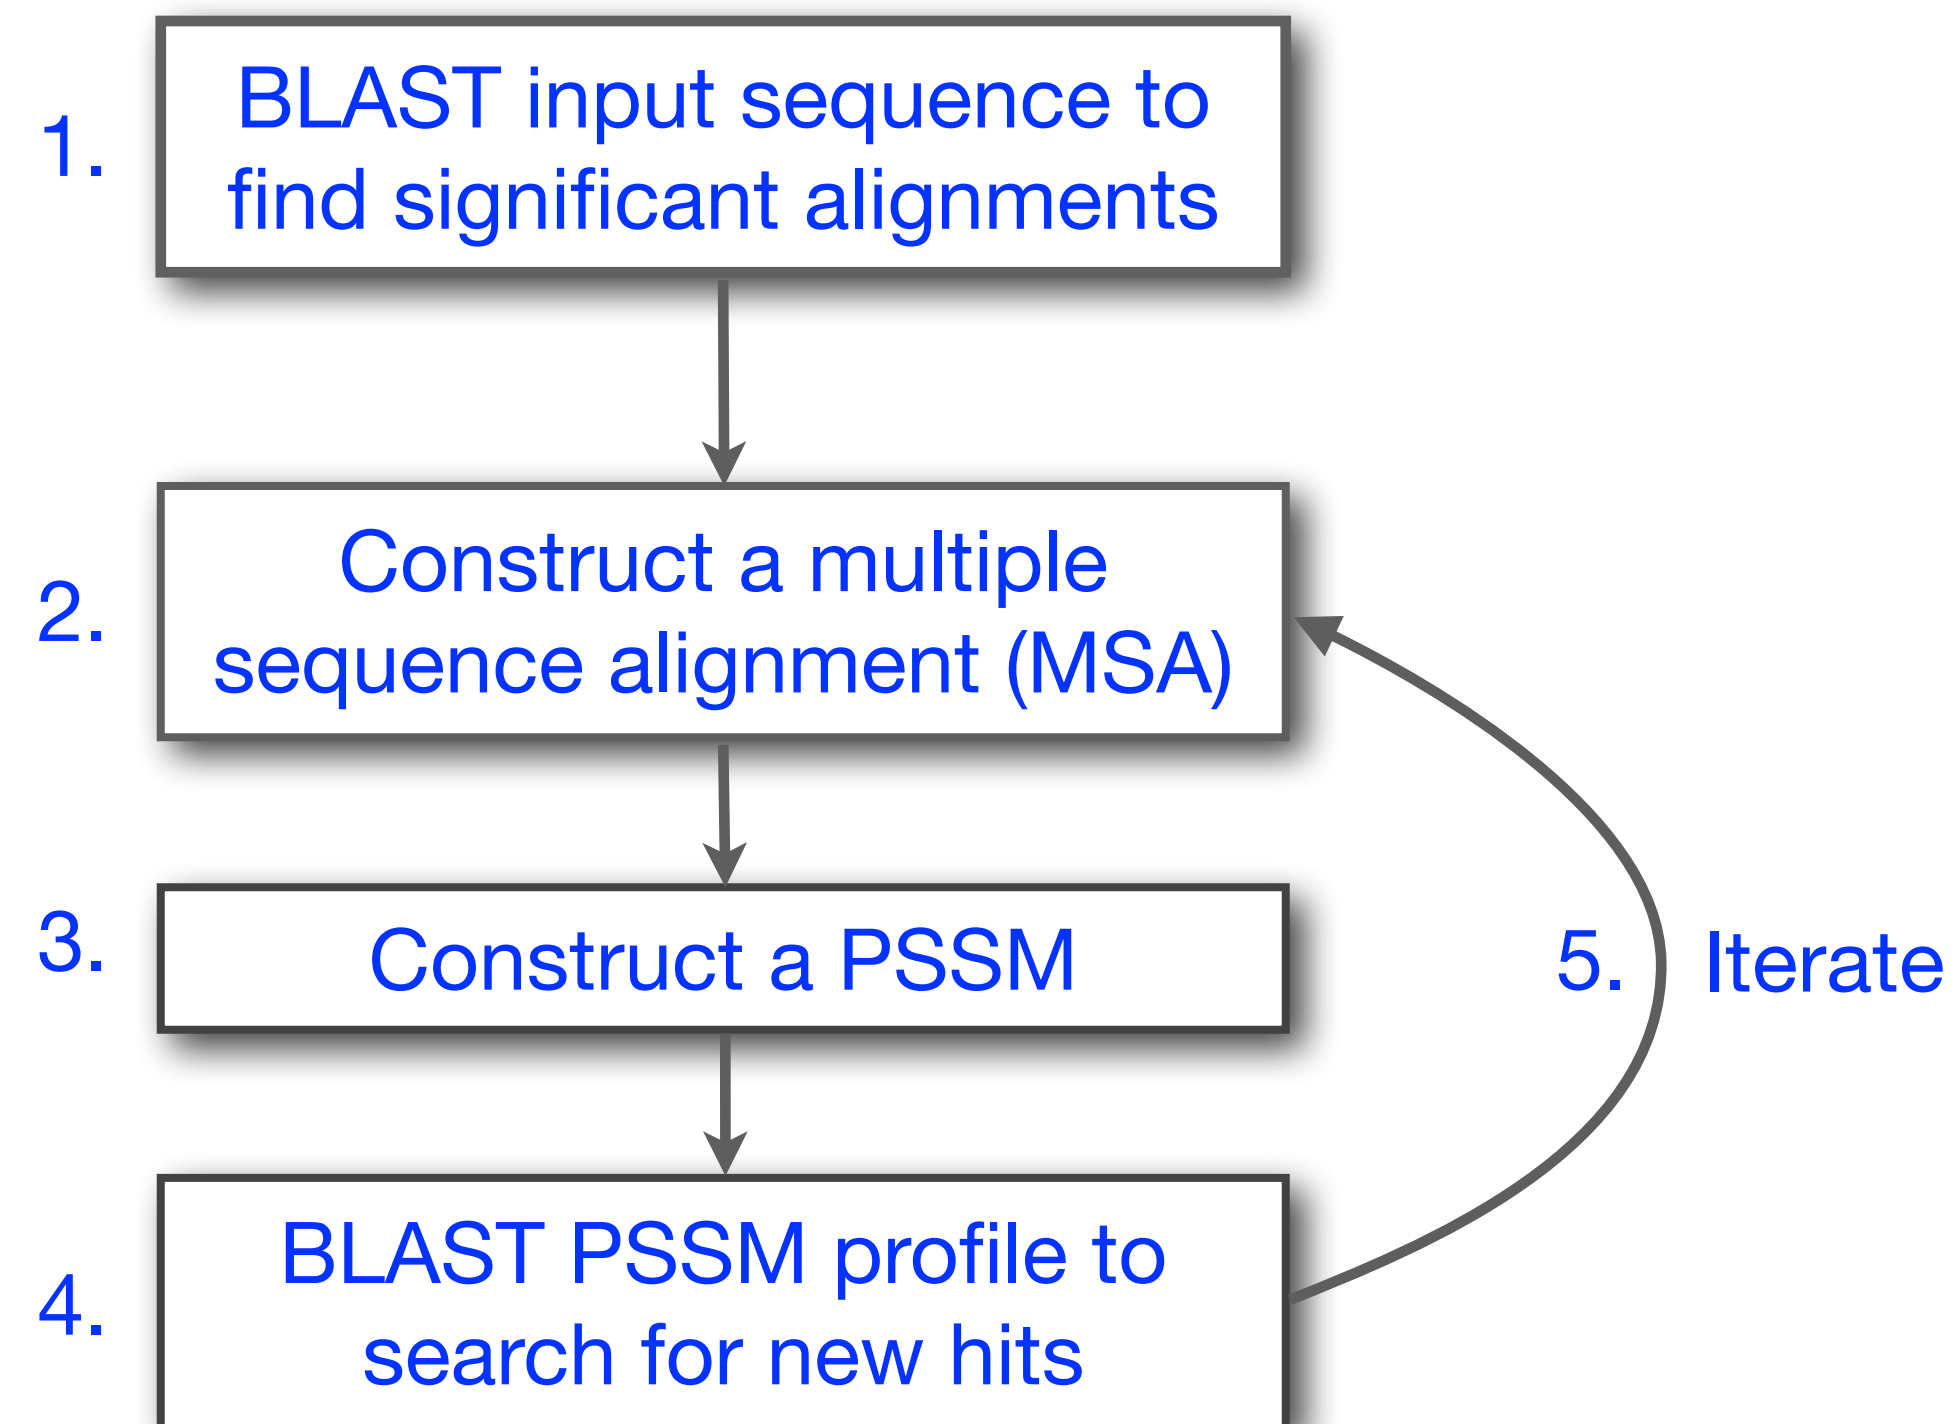 1.
BLAST input sequence to
find significant alignments
2.
Construct a multiple
sequence alignment (MSA)
3.
Construct a PSSM
5. Iterate
4.
BLAST PSSM profile to
search for new hits